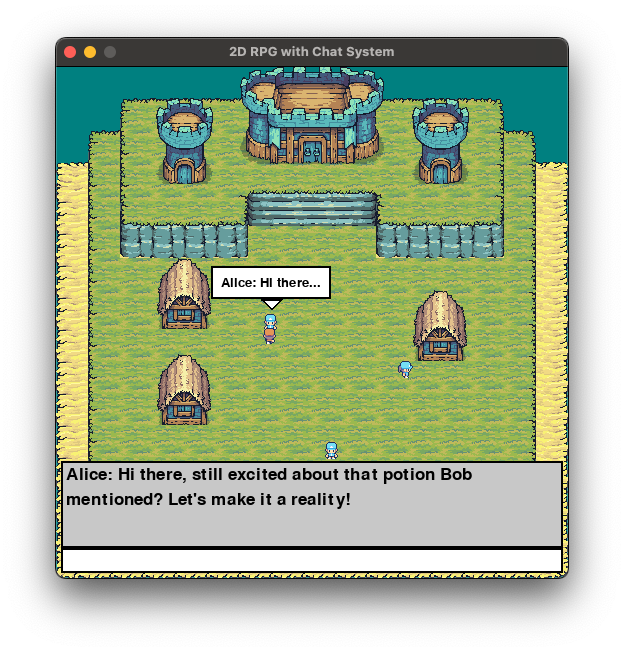 2D RPG with Chat System
Alice: Hi there...
Alice: Hi there, still excited about that potion Bob
mentioned? Let's make it a reality!